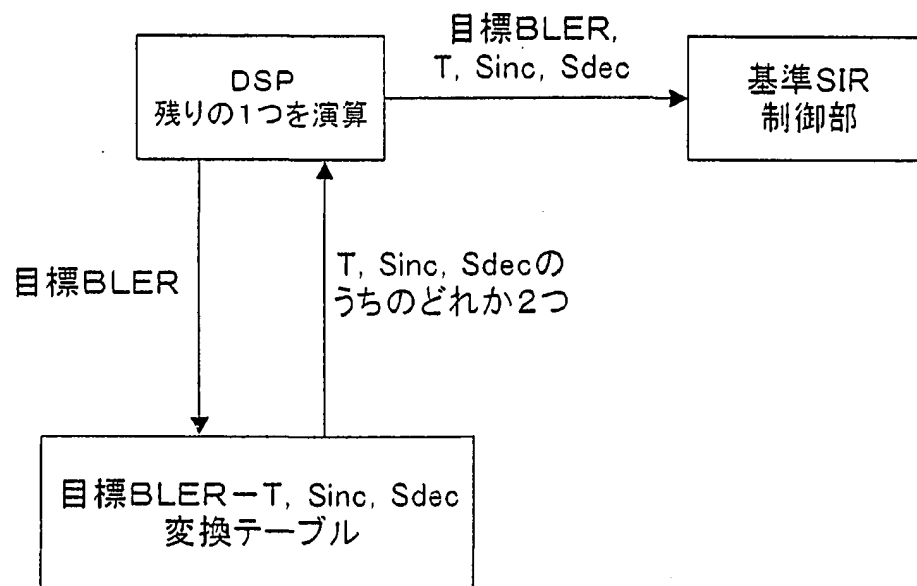 目標BLER,
T, Sinc, Sdec
DSP
残りの1つを演算
基準SIR
制御部
目標BLER
T, Sinc, Sdecの
うちのどれか2つ
目標BLER－T, Sinc, Sdec
変換テーブル